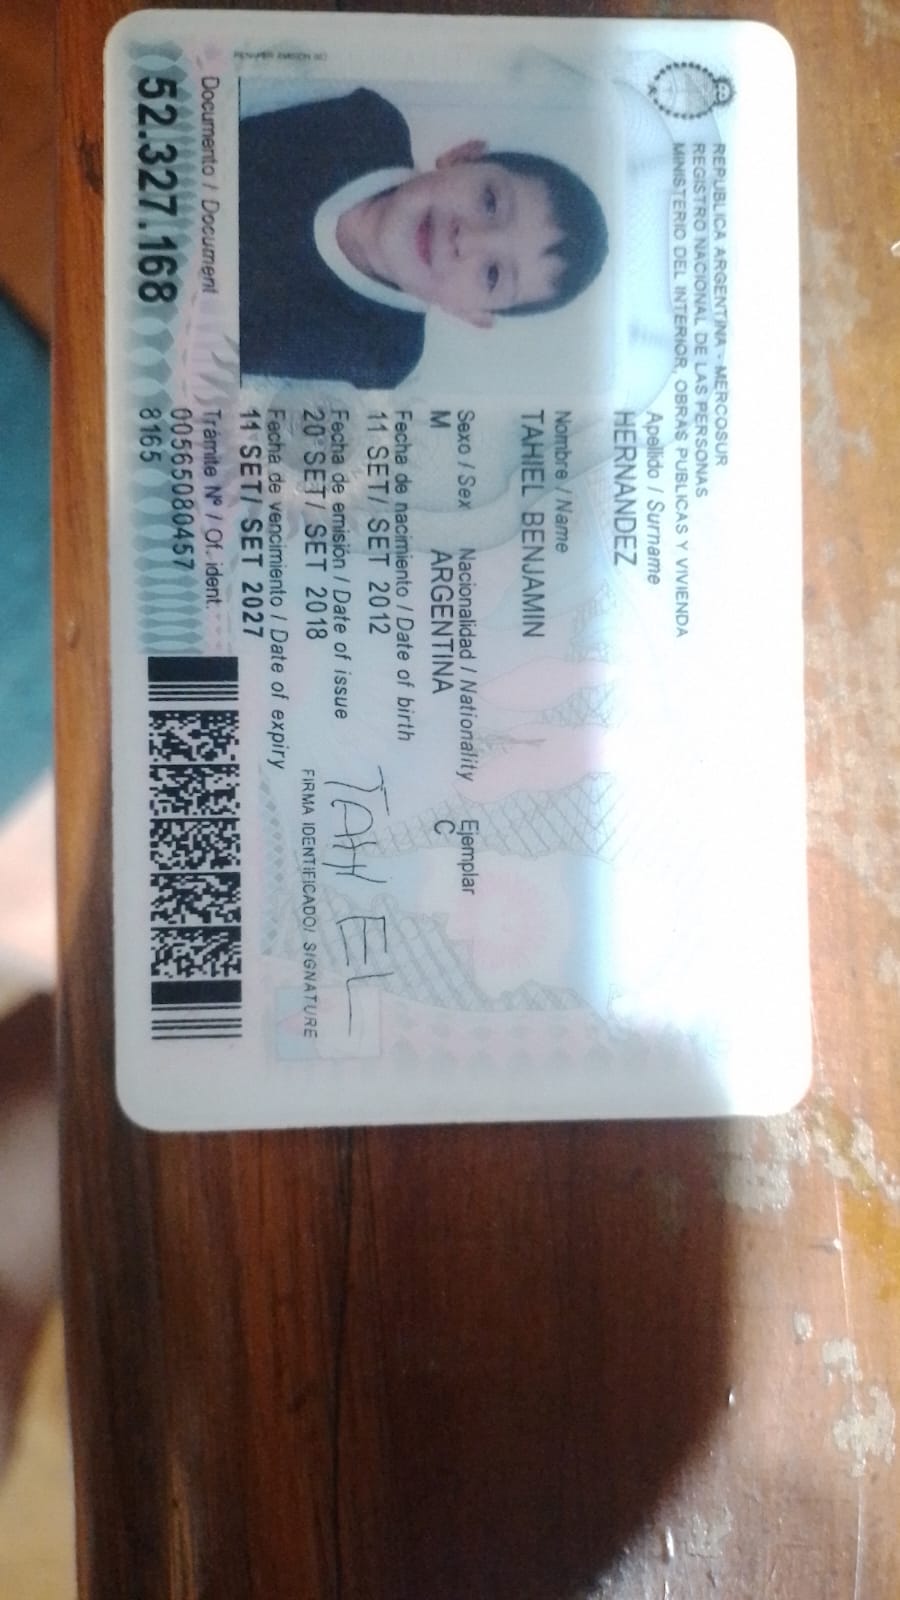 REPUBLICA ARGENTINA - MERCOSUR
REGISTRO NACIONAL DE LAS PERSONAS
MINISTERIO DEL INTERIOR, OBRAS PUBLICAS Y VIVIENDA
Apellido / Surname
HERNANDEZ
Nombre / Name
TAHIEL BENJAMIN
Sexo / Sex Nacionalidad / Nationality Ejemplar
M ARGENTINA C
Fecha de nacimiento / Date of birth
11 SET/ SET 2012
Fecha de emisión / Date of issue
20 SET/ SET 2018
Fecha de vencimiento / Date of expiry
11 SET/ SET 2027
TAHIEL
FIRMA IDENTIFICADO/ SIGNATURE
Documento / Document
52.327.168
Trámite Nº / Of. ident.
00565080457
8165